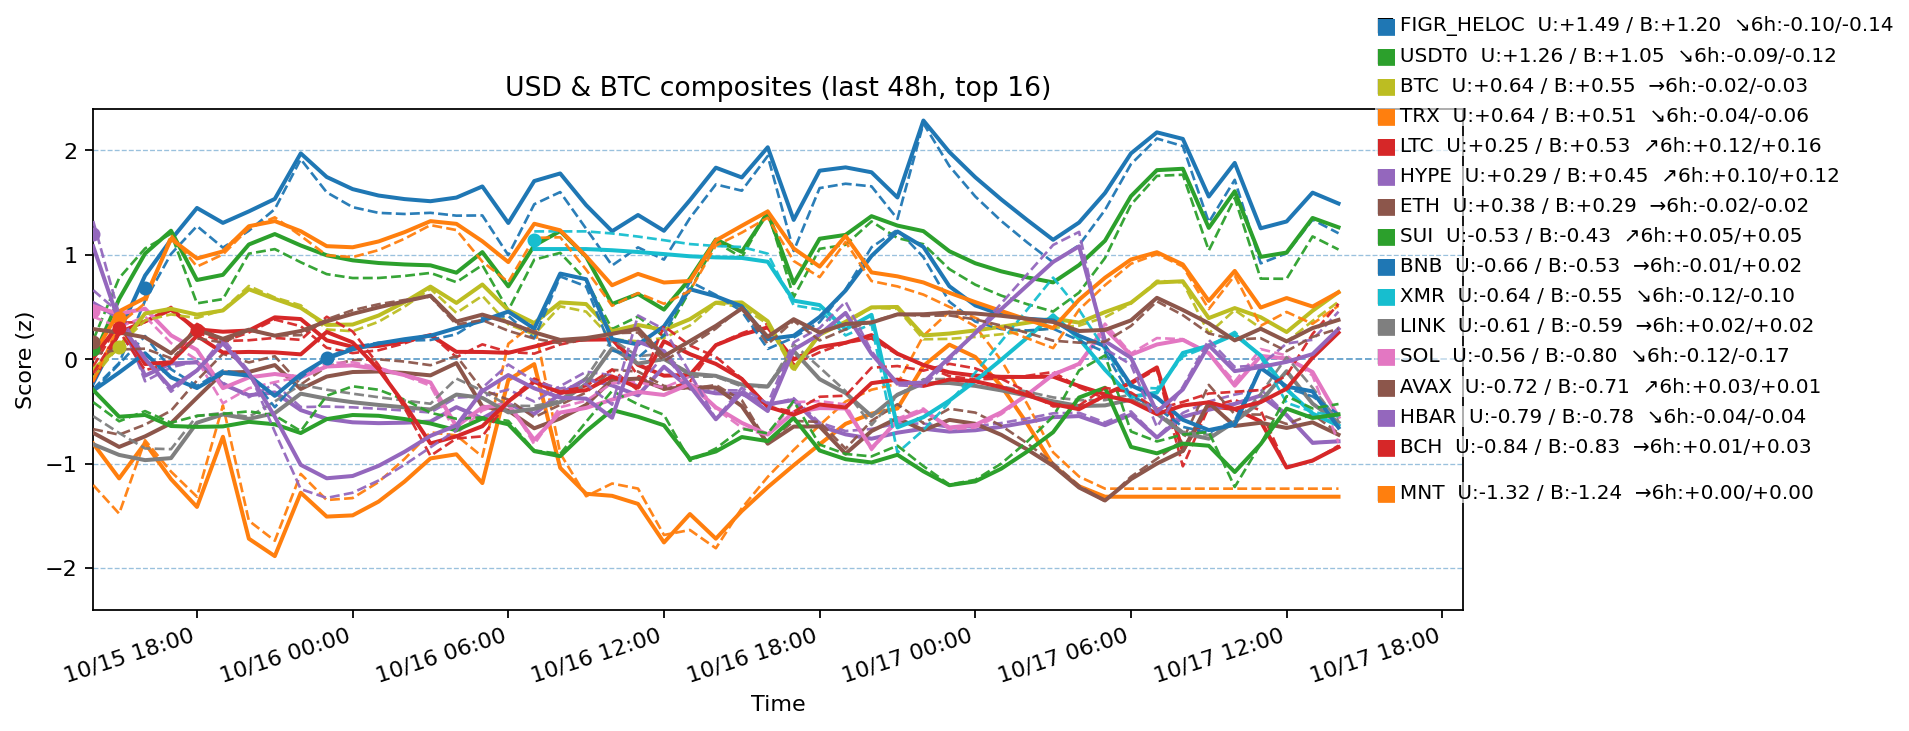 USD & BTC composites (last 48h, top 16)
FIGR_HELOC U:+1.49 / B:+1.20 ↘6h:-0.10/-0.14
USDT0 U:+1.26 / B:+1.05 ↘6h:-0.09/-0.12
BTC U:+0.64 / B:+0.55 →6h:-0.02/-0.03
TRX U:+0.64 / B:+0.51 ↘6h:-0.04/-0.06
LTC U:+0.25 / B:+0.53 ↗6h:+0.12/+0.16
HYPE U:+0.29 / B:+0.45 ↗6h:+0.10/+0.12
ETH U:+0.38 / B:+0.29 →6h:-0.02/-0.02
SUI U:-0.53 / B:-0.43 ↗6h:+0.05/+0.05
BNB U:-0.66 / B:-0.53 →6h:-0.01/+0.02
XMR U:-0.64 / B:-0.55 ↘6h:-0.12/-0.10
LINK U:-0.61 / B:-0.59 →6h:+0.02/+0.02
SOL U:-0.56 / B:-0.80 ↘6h:-0.12/-0.17
AVAX U:-0.72 / B:-0.71 ↗6h:+0.03/+0.01
HBAR U:-0.79 / B:-0.78 ↘6h:-0.04/-0.04
BCH U:-0.84 / B:-0.83 →6h:+0.01/+0.03
MNT U:-1.32 / B:-1.24 →6h:+0.00/+0.00
Score (z)
2
1
0
−1
−2
10/15 18:00
10/16 00:00
10/16 06:00
10/16 12:00
10/16 18:00
10/17 00:00
10/17 06:00
10/17 12:00
10/17 18:00
Time